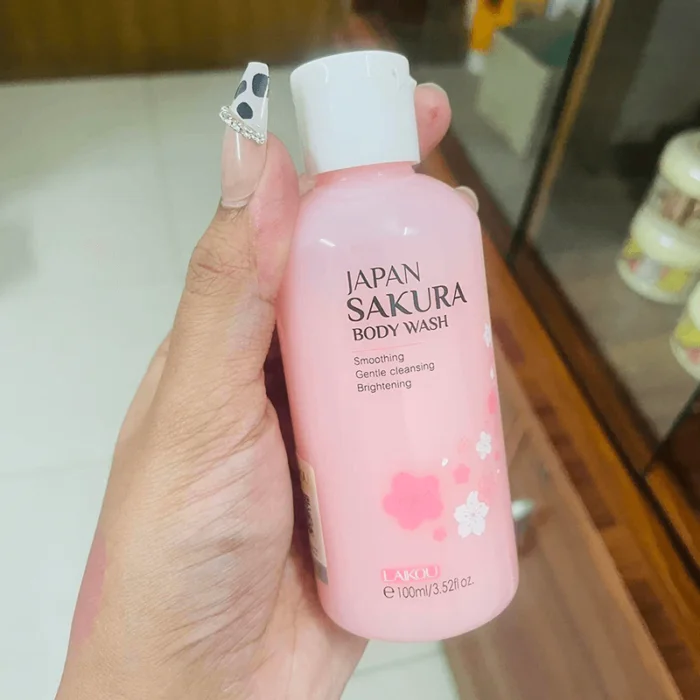 JAPAN
SAKURA
BODY WASH
Smoothing
Gentle cleansing
Brightening
LAIKOU
℮ 100ml/3.52fl oz.